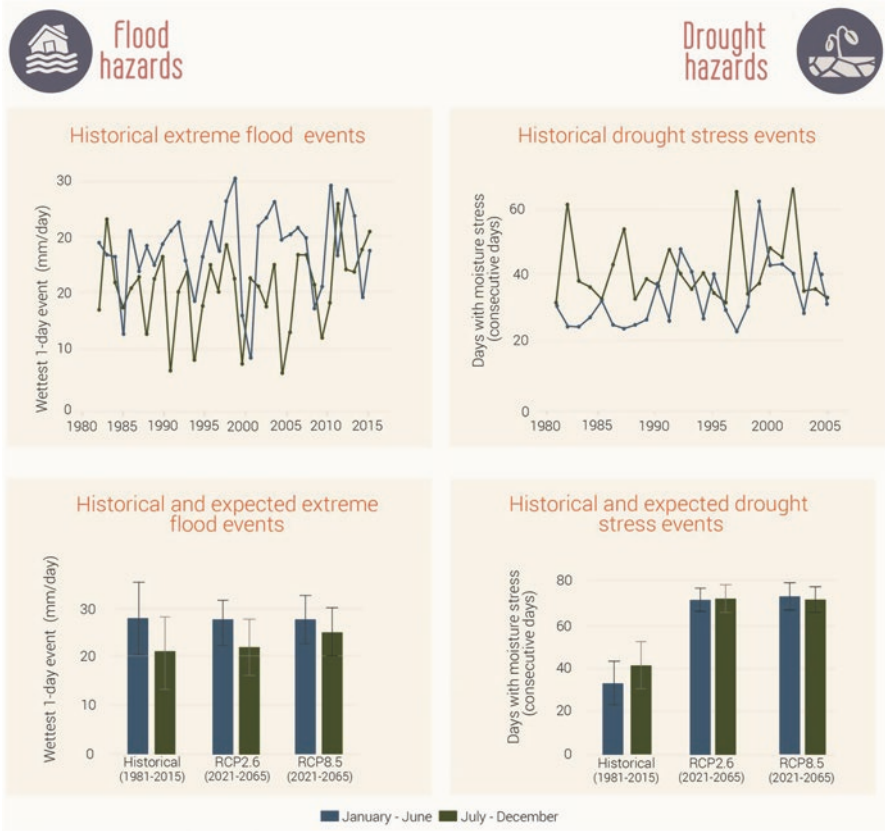 Flood
hazards
Drought
hazards
Historical extreme flood events
Wettest 1-day event (mm/day)
30
20
20
10
0
1980 1985 1990 1995 2000 2005 2010 2015
Historical drought stress events
Days with moisture stress
(consecutive days)
60
40
20
0
1980 1985 1990 1995 2000 2005
Historical and expected extreme
flood events
Wettest 1-day event (mm/day)
30
20
10
0
Historical
(1981-2015)
RCP2.6
(2021-2065)
RCP8.5
(2021-2065)
Historical and expected drought
stress events
Days with moisture stress
(consecutive days)
80
60
40
20
0
Historical
(1981-2015)
RCP2.6
(2021-2065)
RCP8.5
(2021-2065)
January - June July - December